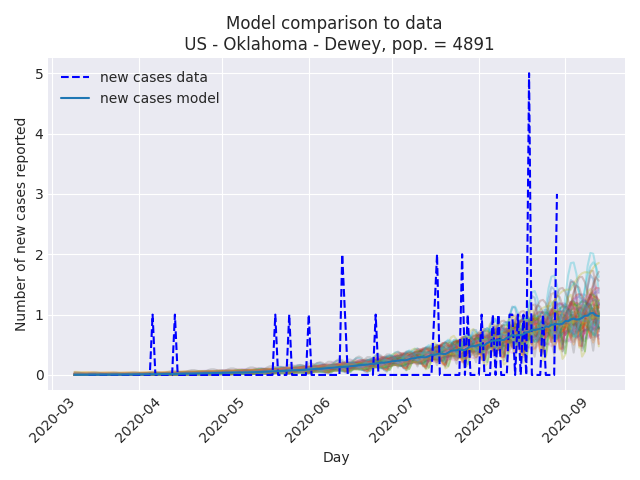 Model comparison to data
US - Oklahoma - Dewey, pop. = 4891
new cases data
new cases model
Number of new cases reported
5
4
3
2
1
0
2020-03
2020-04
2020-05
2020-06
2020-07
2020-08
2020-09
Day